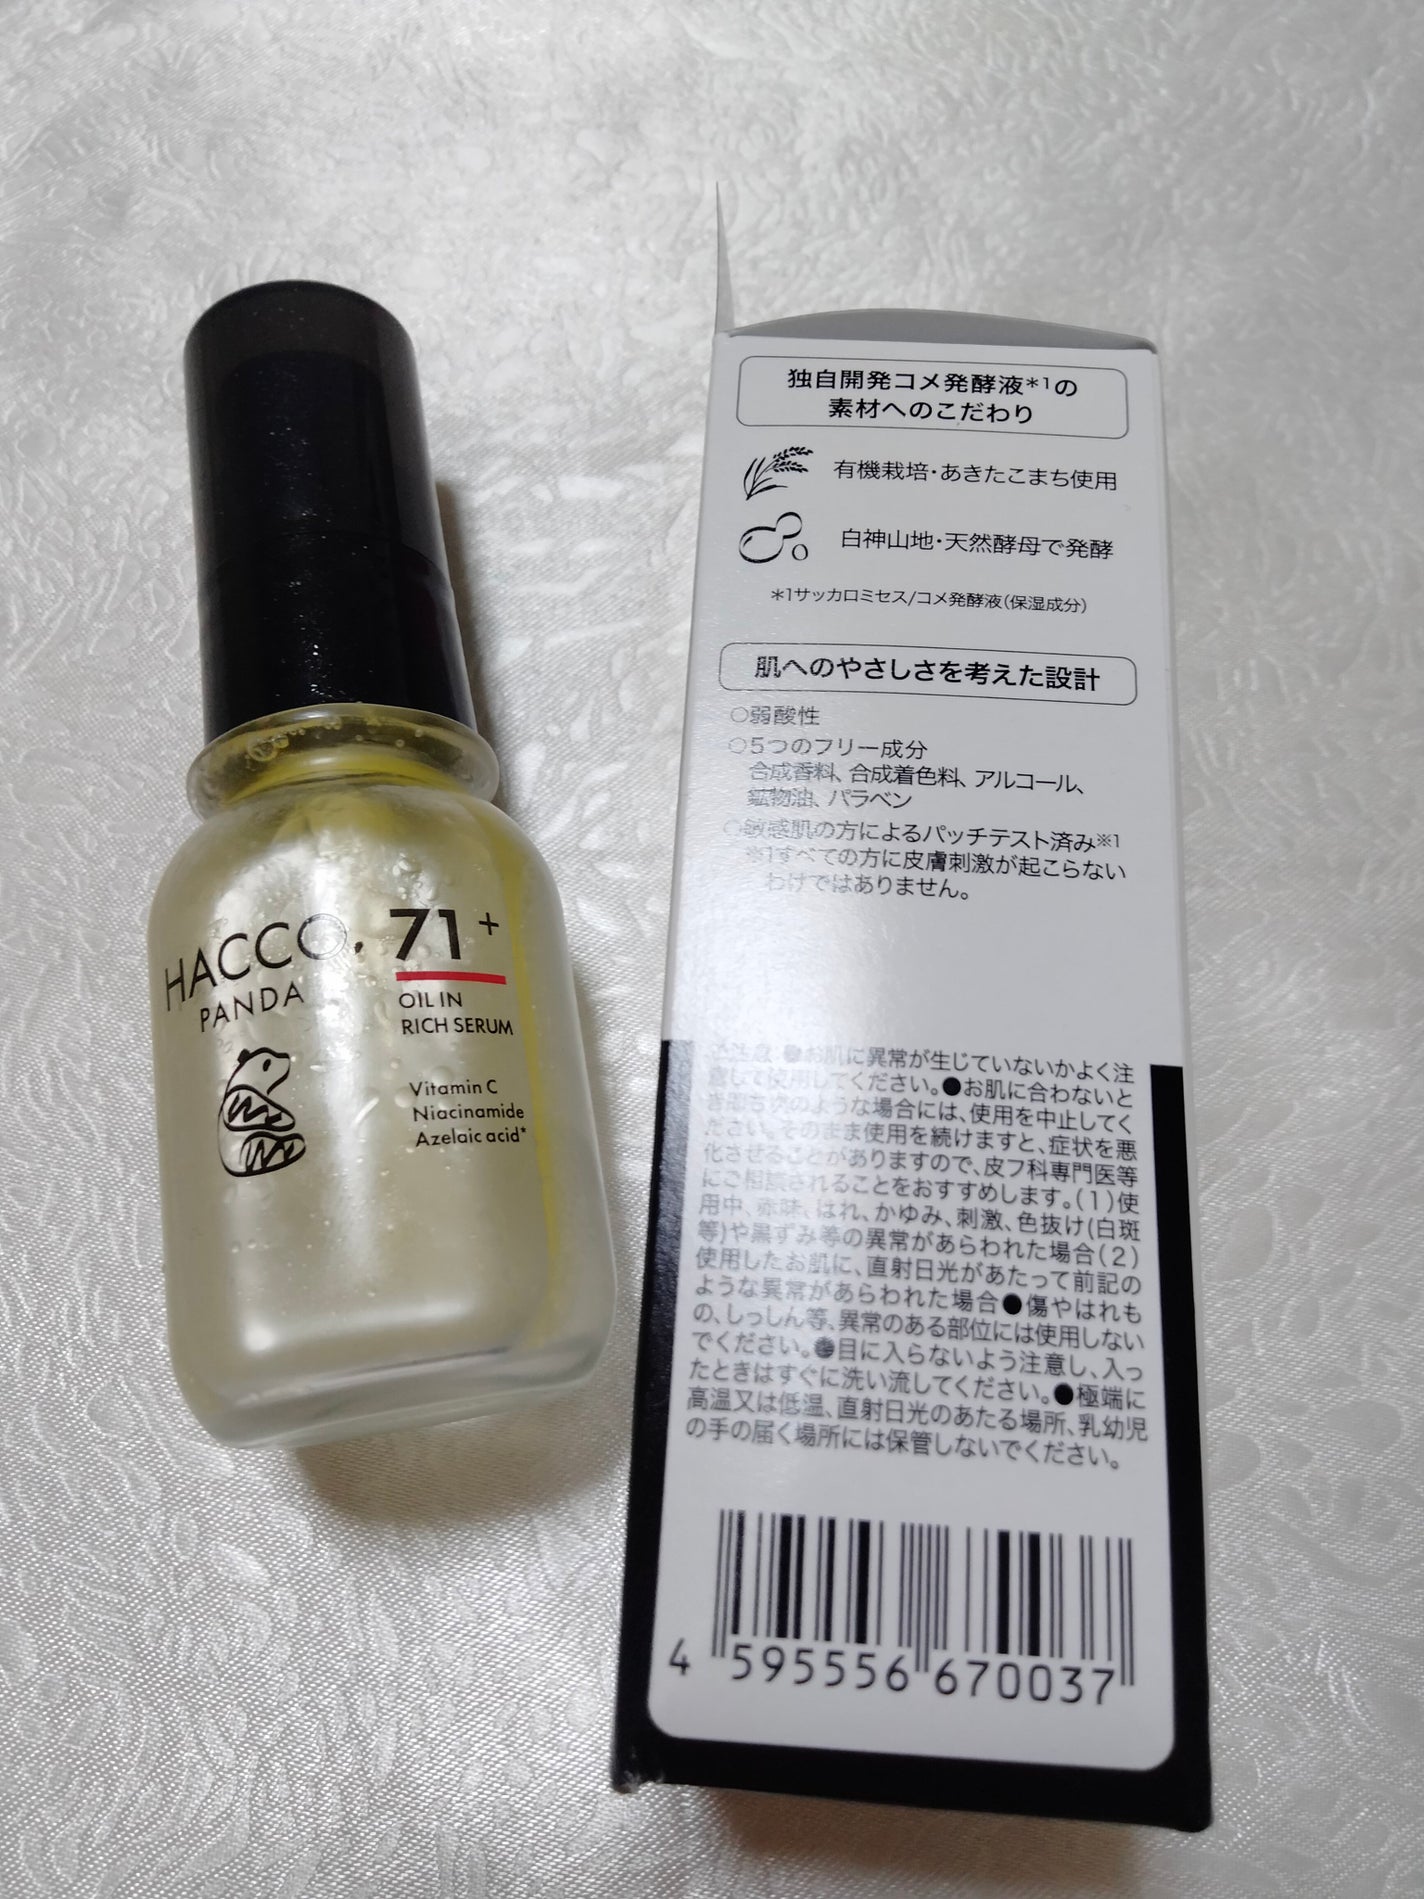 HACCO.
PANDA
71+
OIL IN
RICH SERUM
Vitamin C
Niacinamide
Azelaic acid*
独自開発コメ発酵液*1の
素材へのこだわり
有機栽培・あきたこまち使用
白神山地・天然酵母で発酵
*1サッカロミセス/コメ発酵液(保湿成分)
肌へのやさしさを考えた設計
○弱酸性
○5つのフリー成分
合成香料、合成着色料、アルコール、
鉱物油、パラベン
○敏感肌の方によるパッチテスト済み※1
※1すべての方に皮膚刺激が起こらない
わけではありません。
ご注意:●お肌に異常が生じていないかよく注
意して使用してください。●お肌に合わないと
き即ち次のような場合には、使用を中止してく
ださい。そのまま使用を続けますと、症状を悪
化させることがありますので、皮フ科専門医等
にご相談されることをおすすめします。(1)使
用中、赤味、はれ、かゆみ、刺激、色抜け(白斑
等)や黒ずみ等の異常があらわれた場合(2)
使用したお肌に、直射日光があたって前記の
ような異常があらわれた場合●傷やはれも
の、しっしん等、異常のある部位には使用しない
でください。●目に入らないよう注意し、入っ
たときはすぐに洗い流してください。●極端に
高温又は低温、直射日光のあたる場所、乳幼児
の手の届く場所には保管しないでください。
4 595556 670037